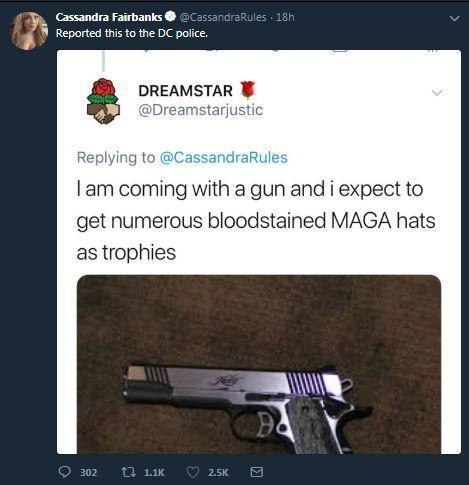 Cassandra Fairbanks @CassandraRules · 18h
Reported this to the DC police.
DREAMSTAR
@Dreamstarjustic
Replying to @CassandraRules
I am coming with a gun and i expect to
get numerous bloodstained MAGA hats
as trophies
302 1.1K 2.5K